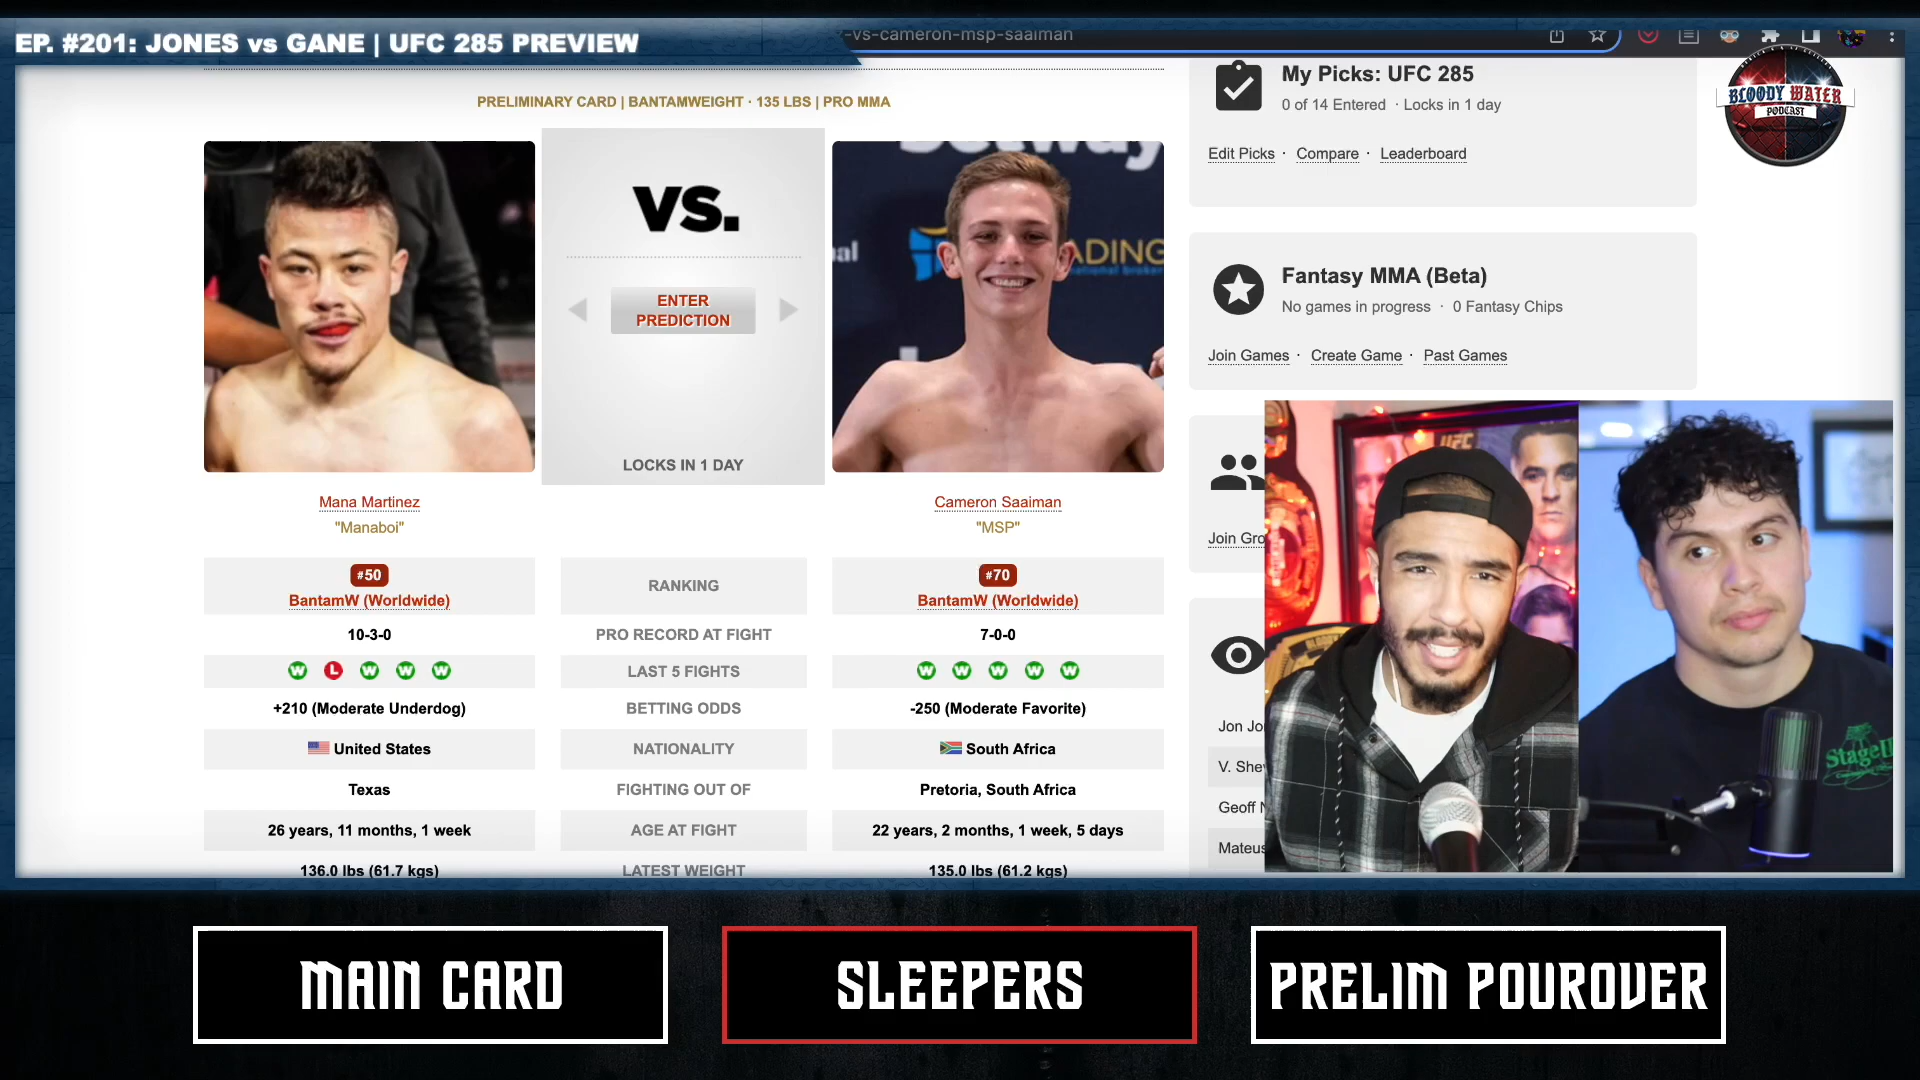 EP. #201: JONES vs GANE | UFC 285 PREVIEW
-vs-cameron-msp-saaiman
PRELIMINARY CARD | BANTAMWEIGHT · 135 LBS | PRO MMA
VS.
ENTER
PREDICTION
LOCKS IN 1 DAY
Mana Martinez
"Manaboi"
Cameron Saaiman
"MSP"
#50
BantamW (Worldwide)
RANKING
#70
BantamW (Worldwide)
10-3-0 PRO RECORD AT FIGHT 7-0-0
W L W W W LAST 5 FIGHTS W W W W W
+210 (Moderate Underdog) BETTING ODDS -250 (Moderate Favorite)
United States NATIONALITY South Africa
Texas FIGHTING OUT OF Pretoria, South Africa
26 years, 11 months, 1 week AGE AT FIGHT 22 years, 2 months, 1 week, 5 days
136.0 lbs (61.7 kgs) LATEST WEIGHT 135.0 lbs (61.2 kgs)
My Picks: UFC 285
0 of 14 Entered · Locks in 1 day
Edit Picks · Compare · Leaderboard
Fantasy MMA (Beta)
No games in progress · 0 Fantasy Chips
Join Games · Create Game · Past Games
Join Gro
Jon Jo
V. She
Geoff N
Mateus
BLOODY WATER
PODCAST
UFC
MAIN CARD
SLEEPERS
PRELIM POUROVER